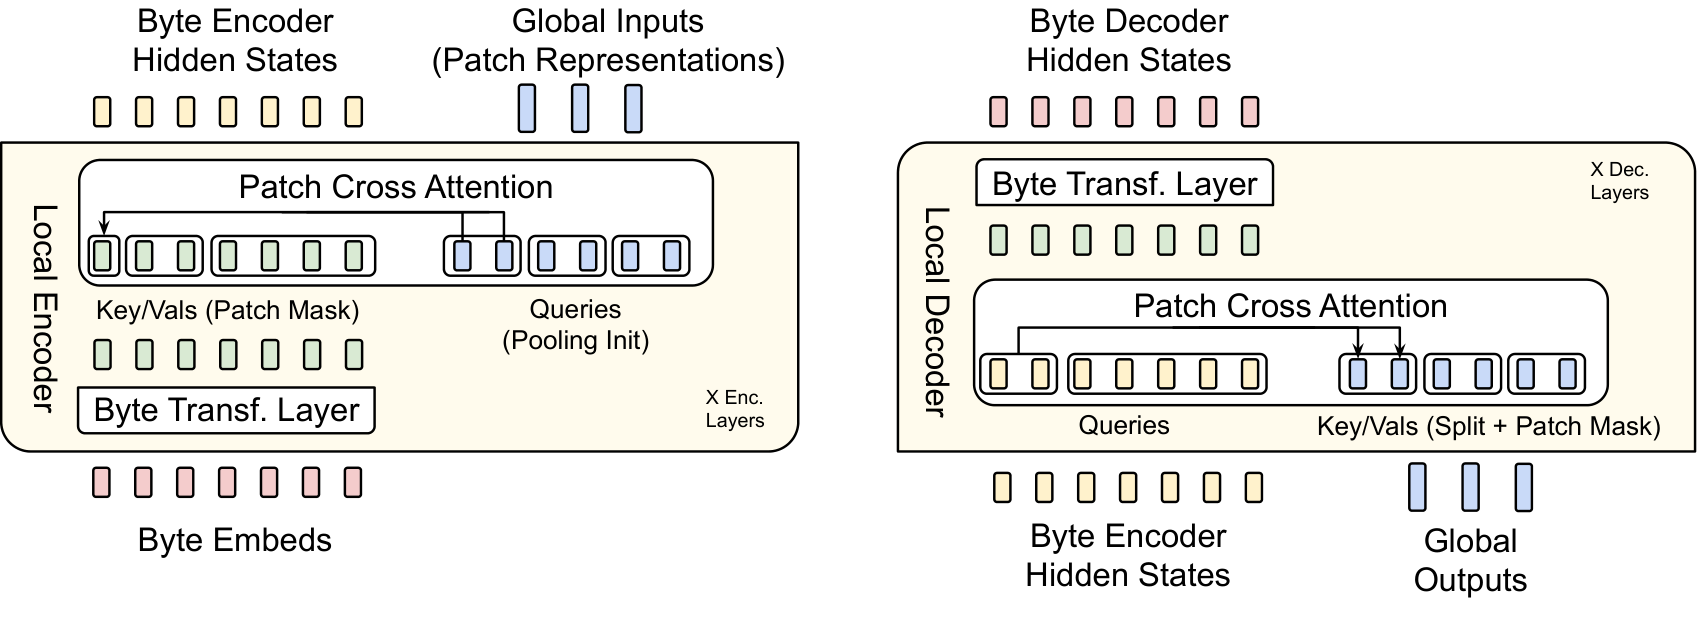 Byte Encoder
Hidden States
Global Inputs
(Patch Representations)
Local Encoder
Patch Cross Attention
Key/Vals (Patch Mask)
Queries
(Pooling Init)
Byte Transf. Layer
X Enc.
Layers
Byte Embeds
Byte Decoder
Hidden States
Local Decoder
Byte Transf. Layer
X Dec.
Layers
Patch Cross Attention
Queries
Key/Vals (Split + Patch Mask)
Byte Encoder
Hidden States
Global
Outputs